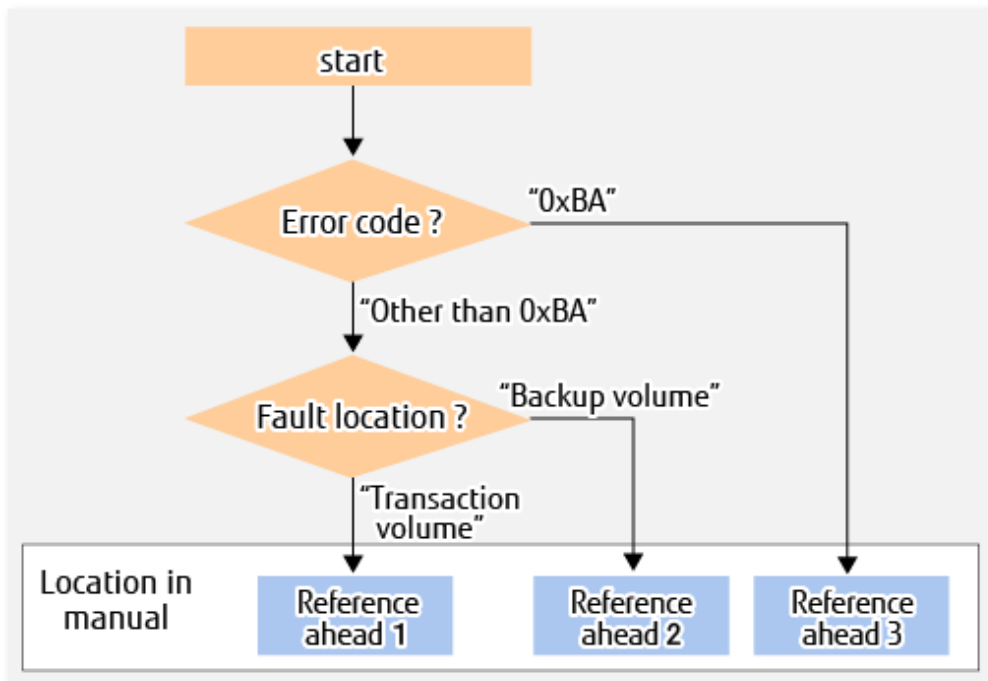 start
Error code ?
“0xBA”
“Other than 0xBA”
Fault location ?
“Backup volume”
“Transaction
volume”
Location in
manual
Reference
ahead 1
Reference
ahead 2
Reference
ahead 3